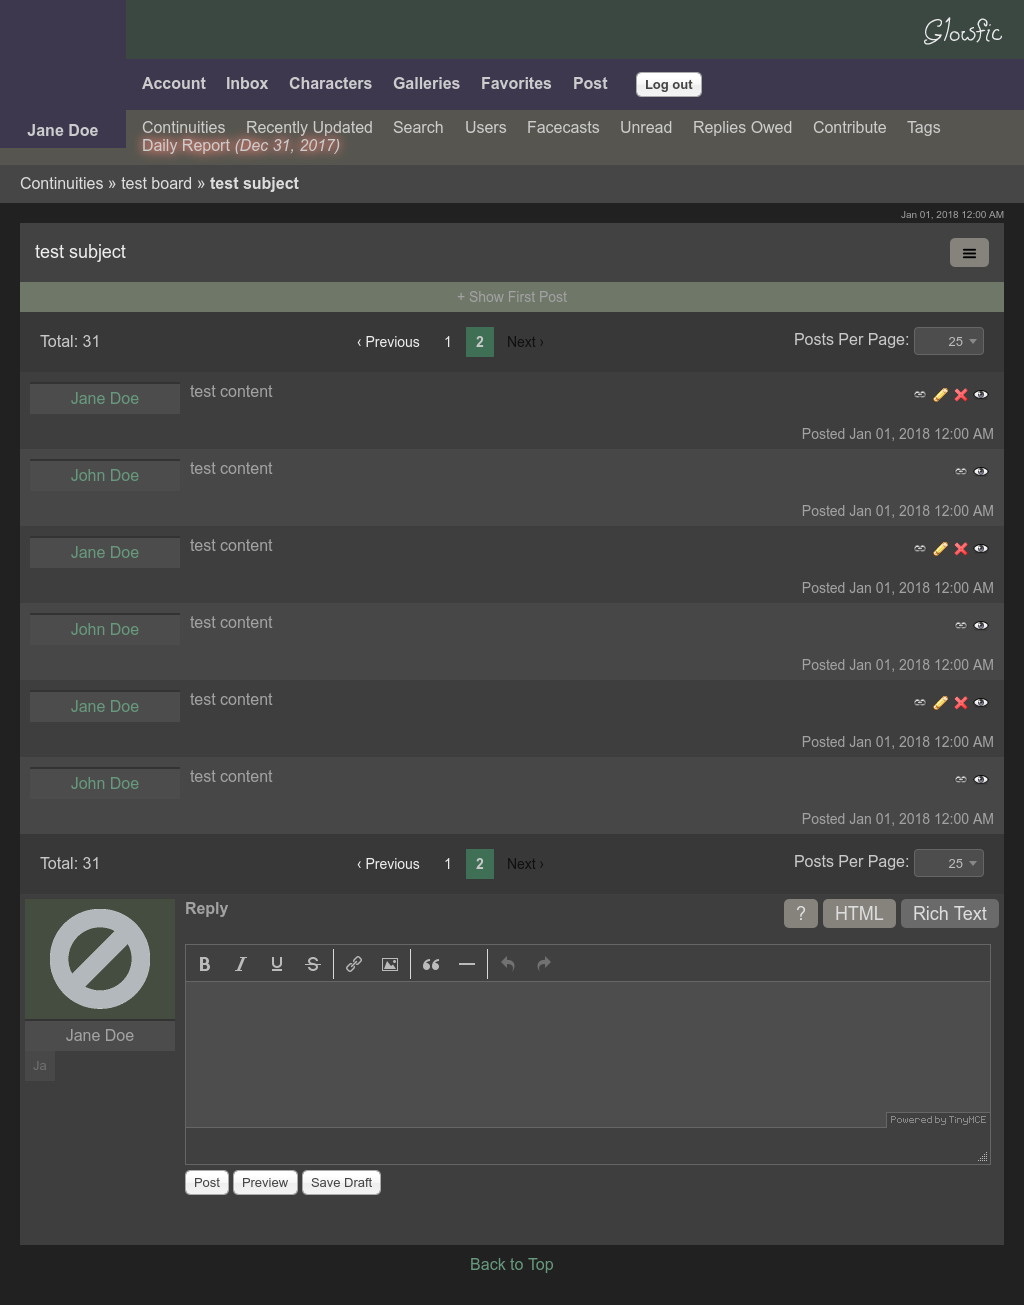 Glowfic
Account Inbox Characters Galleries Favorites Post Log out
Jane Doe
Continuities Recently Updated Search Users Facecasts Unread Replies Owed Contribute Tags
Daily Report (Dec 31, 2017)
Continuities » test board » test subject
Jan 01, 2018 12:00 AM
test subject
+ Show First Post
Total: 31 ‹ Previous 1 2 Next › Posts Per Page: 25
Jane Doe test content
Posted Jan 01, 2018 12:00 AM
John Doe test content
Posted Jan 01, 2018 12:00 AM
Jane Doe test content
Posted Jan 01, 2018 12:00 AM
John Doe test content
Posted Jan 01, 2018 12:00 AM
Jane Doe test content
Posted Jan 01, 2018 12:00 AM
John Doe test content
Posted Jan 01, 2018 12:00 AM
Total: 31 ‹ Previous 1 2 Next › Posts Per Page: 25
Reply ? HTML Rich Text
B I U S
Jane Doe
Ja
Powered by TinyMCE
Post Preview Save Draft
Back to Top